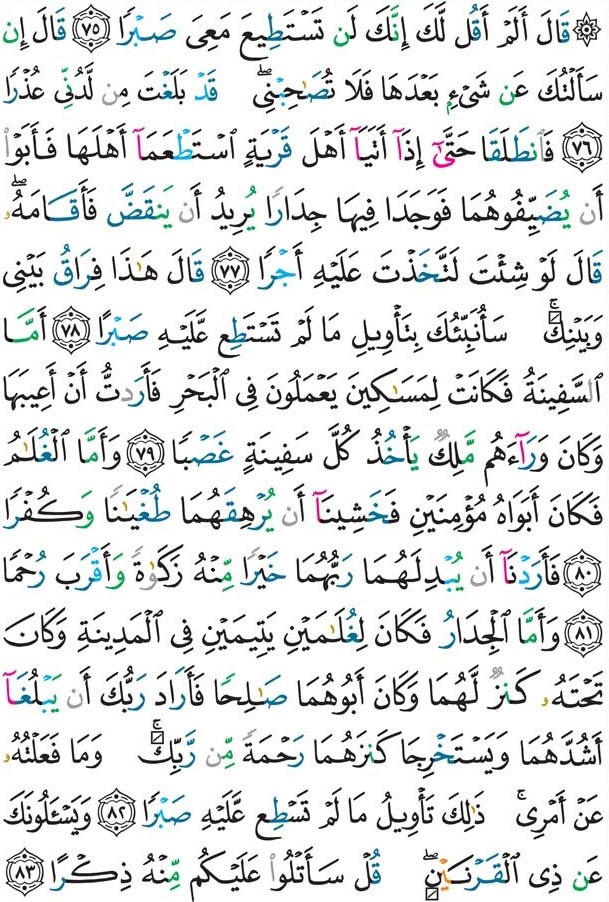 ۞ قَالَ أَلَمْ أَقُل لَّكَ إِنَّكَ لَن تَسْتَطِيعَ مَعِىَ صَبْرًا ٧٥ قَالَ إِن
سَأَلْتُكَ عَن شَىْءٍۭ بَعْدَهَا فَلَا تُصَٰحِبْنِى ۖ قَدْ بَلَغْتَ مِن لَّدُنِّى عُذْرًا
٧٦ فَٱنطَلَقَا حَتَّىٰٓ إِذَآ أَتَيَآ أَهْلَ قَرْيَةٍ ٱسْتَطْعَمَآ أَهْلَهَا فَأَبَوْا۟
أَن يُضَيِّفُوهُمَا فَوَجَدَا فِيهَا جِدَارًا يُرِيدُ أَن يَنقَضَّ فَأَقَامَهُۥ ۖ
قَالَ لَوْ شِئْتَ لَتَّخَذْتَ عَلَيْهِ أَجْرًا ٧٧ قَالَ هَٰذَا فِرَاقُ بَيْنِى
وَبَيْنِكَ ۚ سَأُنَبِّئُكَ بِتَأْوِيلِ مَا لَمْ تَسْتَطِع عَّلَيْهِ صَبْرًا ٧٨ أَمَّا
ٱلسَّفِينَةُ فَكَانَتْ لِمَسَٰكِينَ يَعْمَلُونَ فِى ٱلْبَحْرِ فَأَرَدتُّ أَنْ أَعِيبَهَا
وَكَانَ وَرَآءَهُم مَّلِكٌ يَأْخُذُ كُلَّ سَفِينَةٍ غَصْبًا ٧٩ وَأَمَّا ٱلْغُلَٰمُ
فَكَانَ أَبَوَاهُ مُؤْمِنَيْنِ فَخَشِينَآ أَن يُرْهِقَهُمَا طُغْيَٰنًا وَكُفْرًا
٨٠ فَأَرَدْنَآ أَن يُبْدِلَهُمَا رَبُّهُمَا خَيْرًا مِّنْهُ زَكَوٰةً وَأَقْرَبَ رُحْمًا
٨١ وَأَمَّا ٱلْجِدَارُ فَكَانَ لِغُلَٰمَيْنِ يَتِيمَيْنِ فِى ٱلْمَدِينَةِ وَكَانَ
تَحْتَهُۥ كَنزٌ لَّهُمَا وَكَانَ أَبُوهُمَا صَٰلِحًا فَأَرَادَ رَبُّكَ أَن يَبْلُغَآ
أَشُدَّهُمَا وَيَسْتَخْرِجَا كَنزَهُمَا رَحْمَةً مِّن رَّبِّكَ ۚ وَمَا فَعَلْتُهُۥ
عَنْ أَمْرِى ۚ ذَٰلِكَ تَأْوِيلُ مَا لَمْ تَسْطِع عَّلَيْهِ صَبْرًا ٨٢ وَيَسْـَٔلُونَكَ
عَن ذِى ٱلْقَرْنَيْنِ ۖ قُلْ سَأَتْلُوا۟ عَلَيْكُم مِّنْهُ ذِكْرًا ٨٣